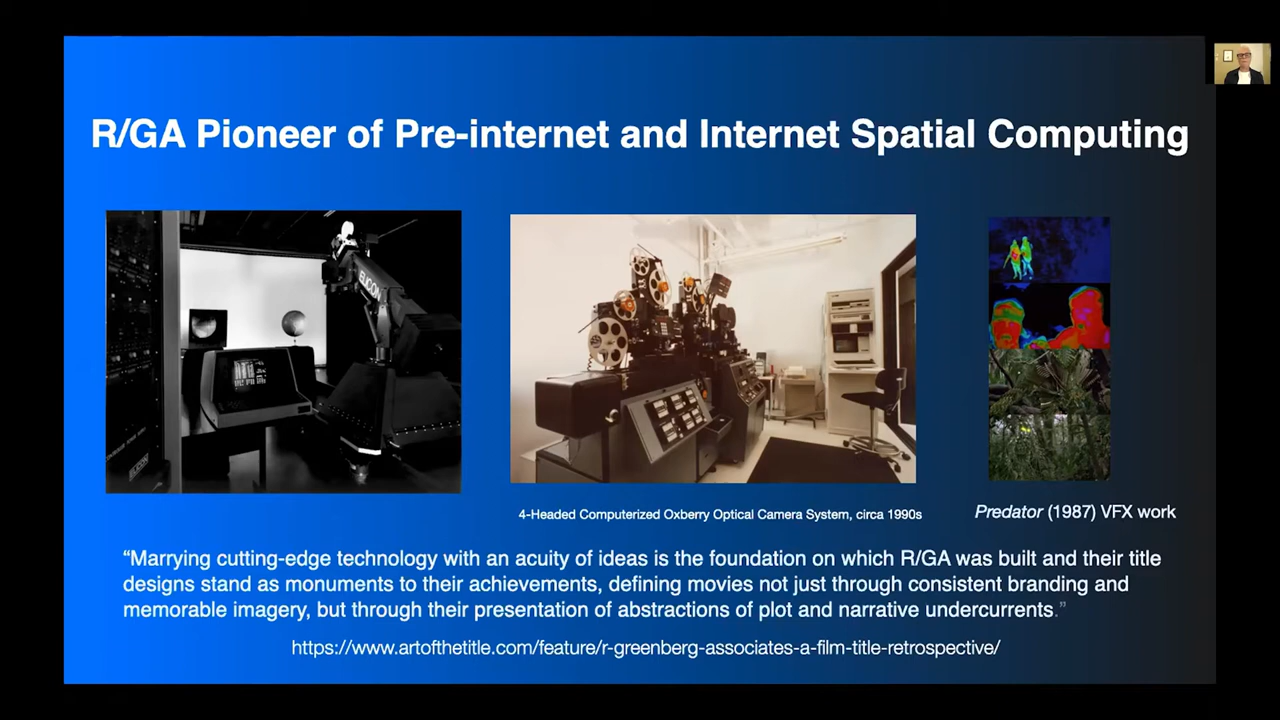 R/GA Pioneer of Pre-internet and Internet Spatial Computing
ELICON
ELICON
4-Headed Computerized Oxberry Optical Camera System, circa 1990s
Predator (1987) VFX work
“Marrying cutting-edge technology with an acuity of ideas is the foundation on which R/GA was built and their title
designs stand as monuments to their achievements, defining movies not just through consistent branding and
memorable imagery, but through their presentation of abstractions of plot and narrative undercurrents.”
https://www.artofthetitle.com/feature/r-greenberg-associates-a-film-title-retrospective/